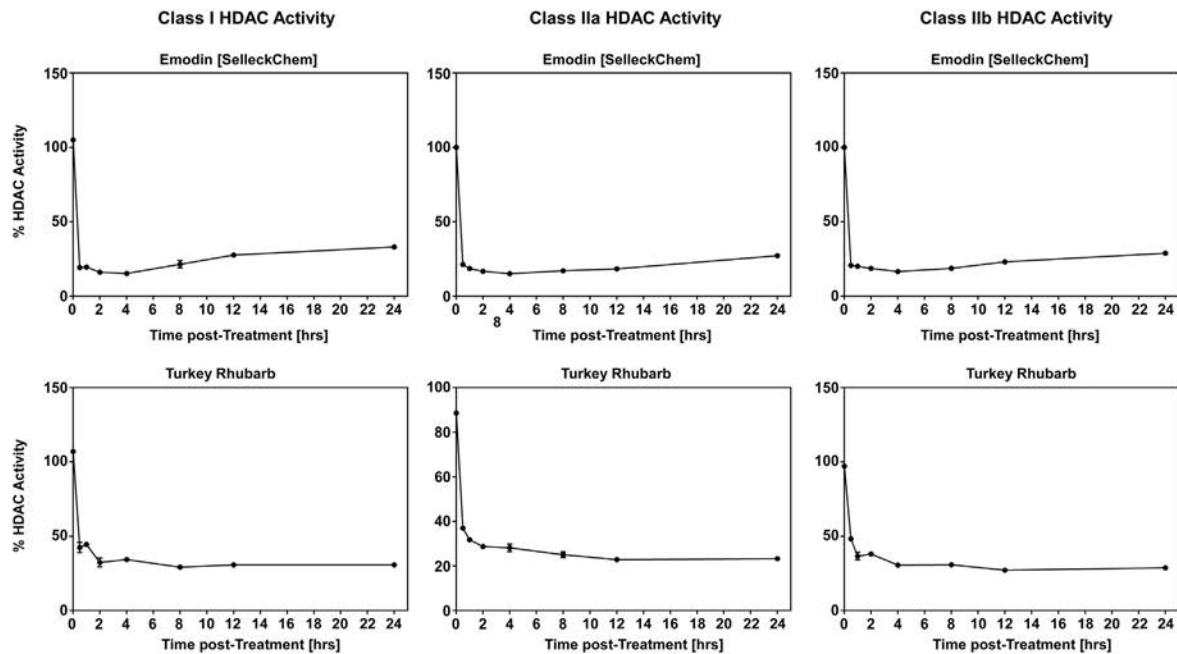 Class I HDAC Activity Class IIa HDAC Activity Class IIb HDAC Activity
Emodin [SelleckChem] Emodin [SelleckChem] Emodin [SelleckChem]
150 150 150
100 100 100
50 50 50
0 0 0
% HDAC Activity
0 2 4 6 8 10 12 14 16 18 20 22 24 0 2 4 6 8 10 12 14 16 18 20 22 24 0 2 4 6 8 10 12 14 16 18 20 22 24
8
Time post-Treatment [hrs] Time post-Treatment [hrs] Time post-Treatment [hrs]
Turkey Rhubarb Turkey Rhubarb Turkey Rhubarb
150 100 150
80
100 60 100
50 40 50
20
0 0 0
% HDAC Activity
0 2 4 6 8 10 12 14 16 18 20 22 24 0 2 4 6 8 10 12 14 16 18 20 22 24 0 2 4 6 8 10 12 14 16 18 20 22 24
Time post-Treatment [hrs] Time post-Treatment [hrs] Time post-Treatment [hrs]